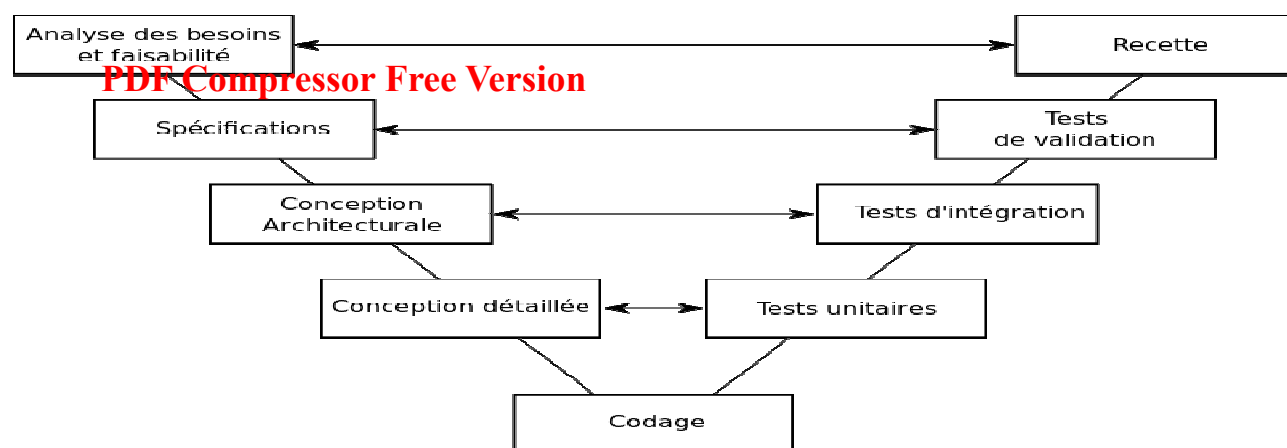 Analyse des besoins
et faisabilité
Recette
PDF Compressor Free Version
Spécifications
Tests
de validation
Conception
Architecturale
Tests d'intégration
Conception détaillée
Tests unitaires
Codage